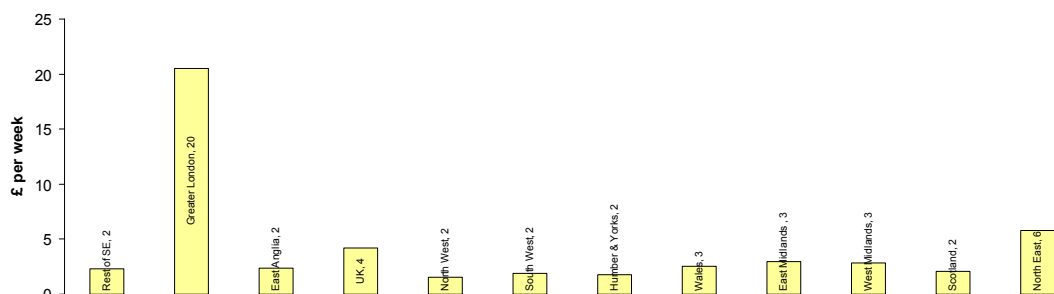 25
20
15
10
5
0
£ per week
Rest of SE, 2
Greater London, 20
East Anglia, 2
UK, 4
North West, 2
South West, 2
Humber & Yorks, 2
Wales, 3
East Midlands , 3
West Midlands, 3
Scotland, 2
North East, 6